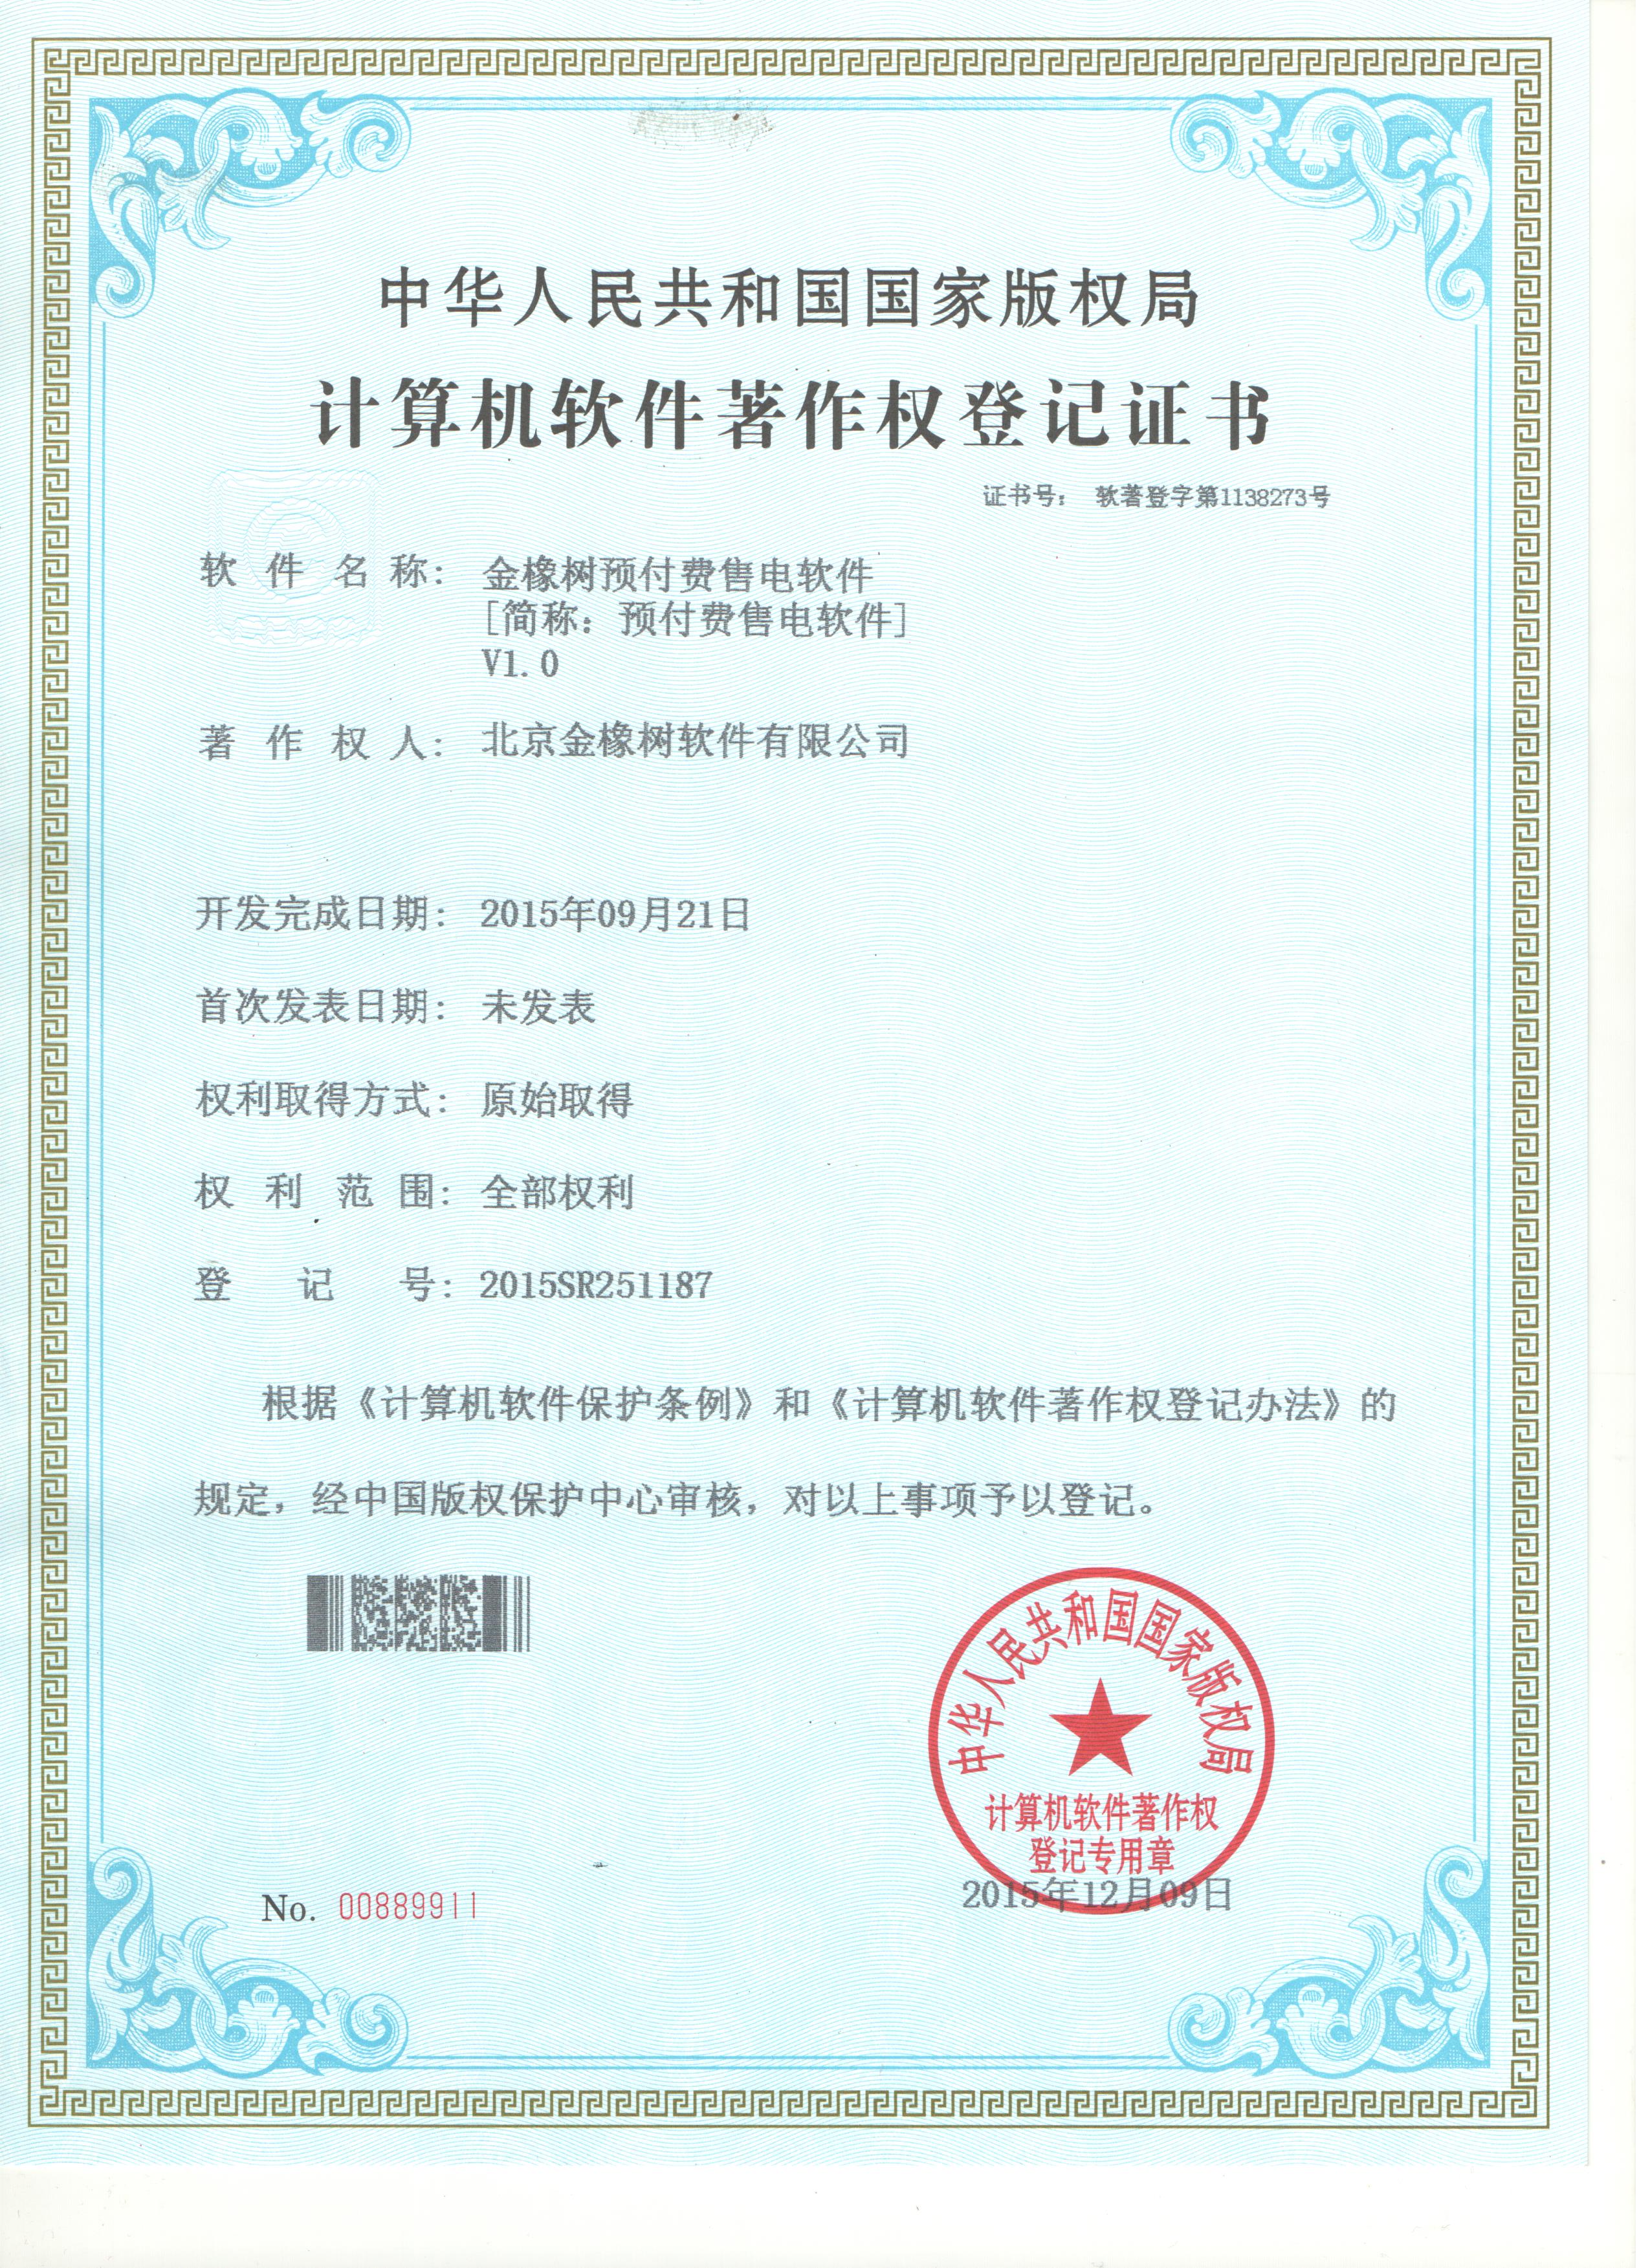 中华人民共和国国家版权局
计算机软件著作权登记证书
证书号： 软著登字第1138273号
软件名称： 金橡树预付费售电软件
[简称：预付费售电软件]
V1.0
著作权人： 北京金橡树软件有限公司
开发完成日期： 2015年09月21日
首次发表日期： 未发表
权利取得方式： 原始取得
权利范围： 全部权利
登记号： 2015SR251187
根据《计算机软件保护条例》和《计算机软件著作权登记办法》的
规定，经中国版权保护中心审核，对以上事项予以登记。
中华人民共和国国家版权局
计算机软件著作权
登记专用章
2015年12月09日
No. 00889911